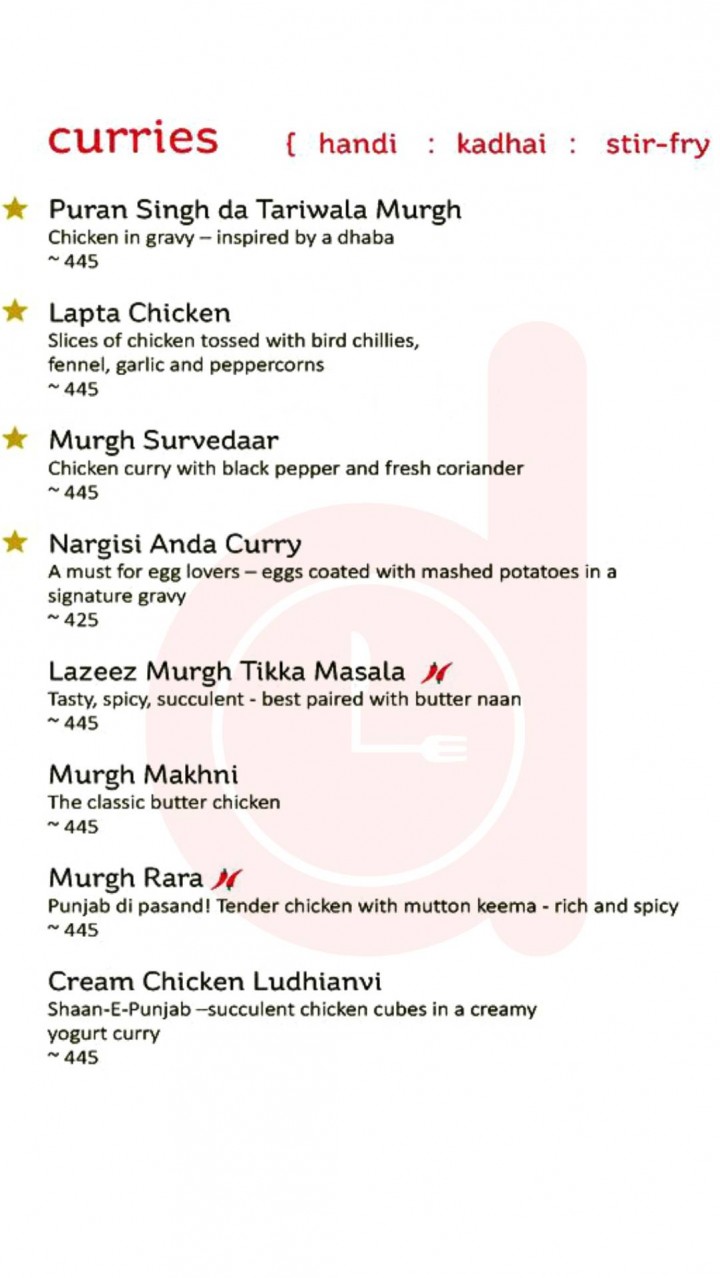 curries { handi : kadhai : stir-fry
Puran Singh da Tariwala Murgh
Chicken in gravy – inspired by a dhaba
~ 445
Lapta Chicken
Slices of chicken tossed with bird chillies,
fennel, garlic and peppercorns
~ 445
Murgh Survedaar
Chicken curry with black pepper and fresh coriander
~ 445
Nargisi Anda Curry
A must for egg lovers – eggs coated with mashed potatoes in a
signature gravy
~ 425
Lazeez Murgh Tikka Masala
Tasty, spicy, succulent - best paired with butter naan
~ 445
Murgh Makhni
The classic butter chicken
~ 445
Murgh Rara
Punjab di pasand! Tender chicken with mutton keema - rich and spicy
~ 445
Cream Chicken Ludhianvi
Shaan-E-Punjab –succulent chicken cubes in a creamy
yogurt curry
~ 445